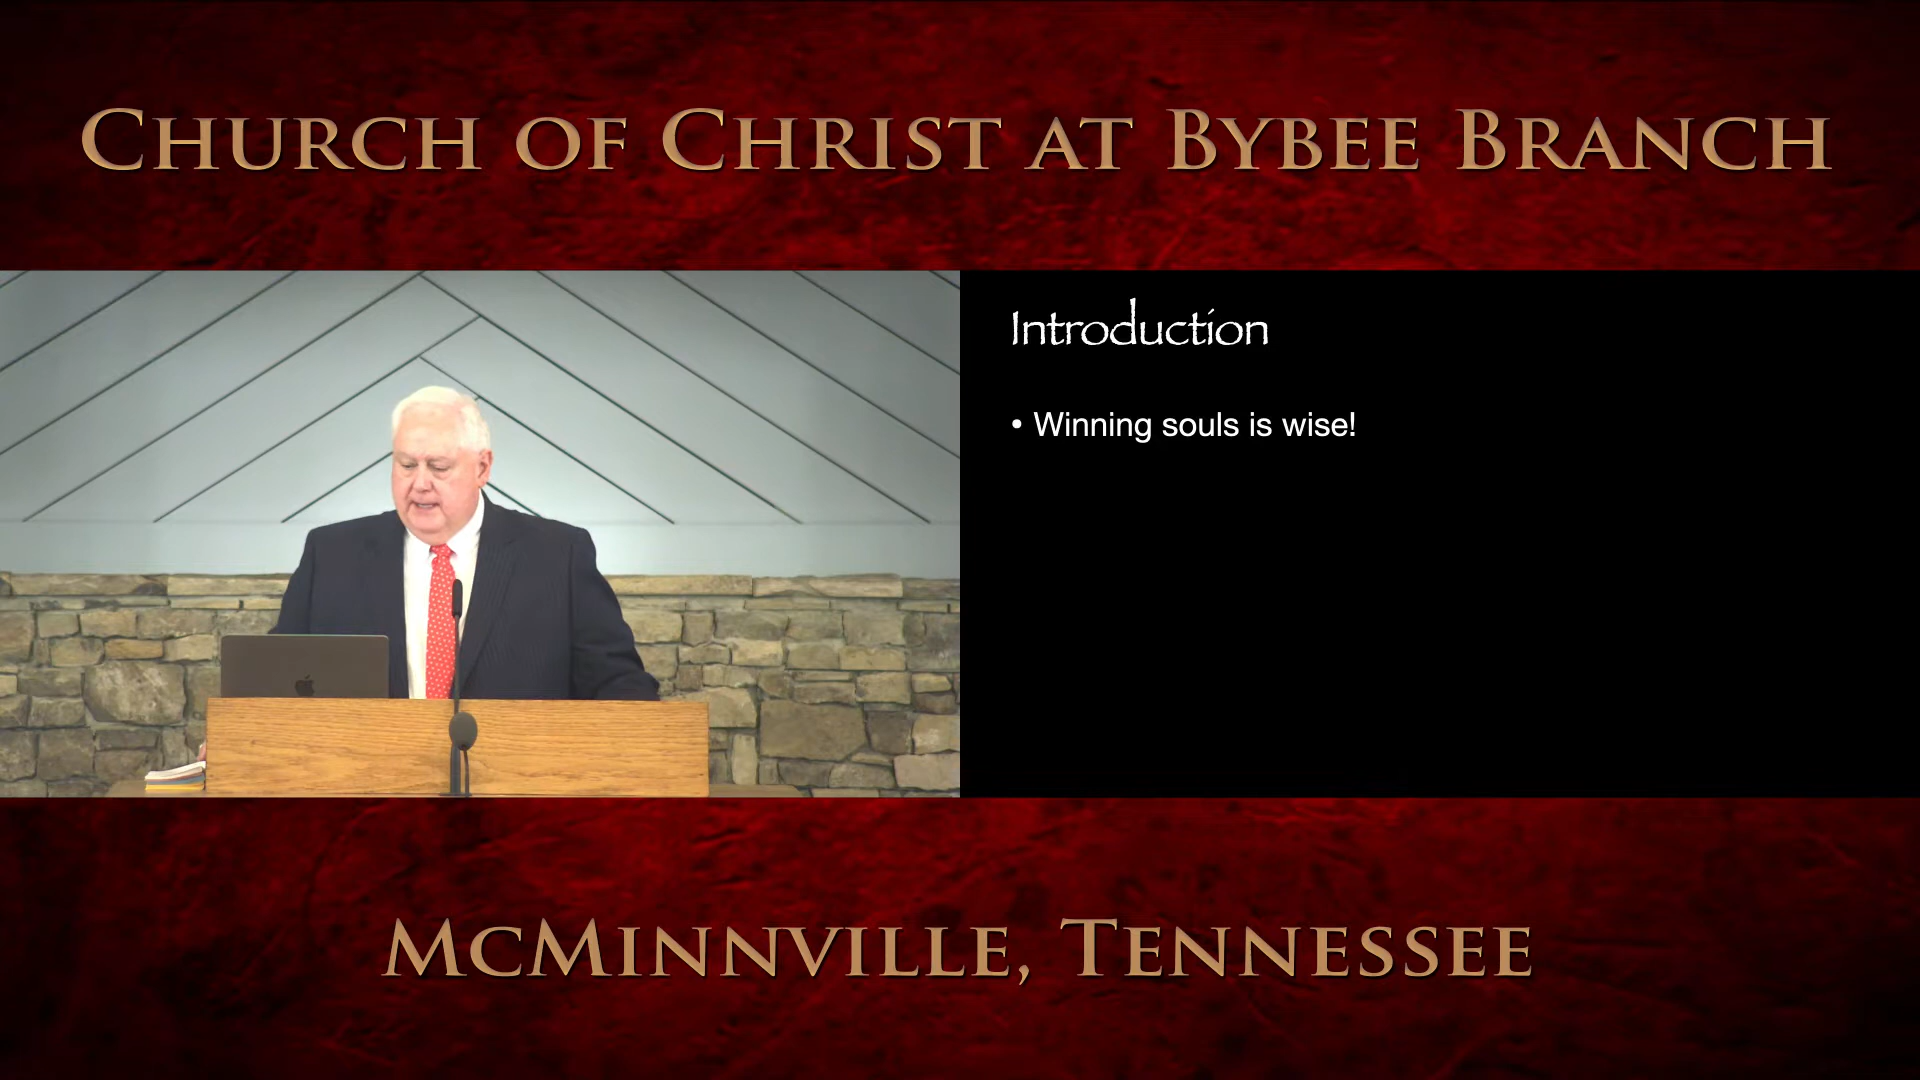 Church of Christ at Bybee Branch
Introduction
• Winning souls is wise!
McMinnville, Tennessee